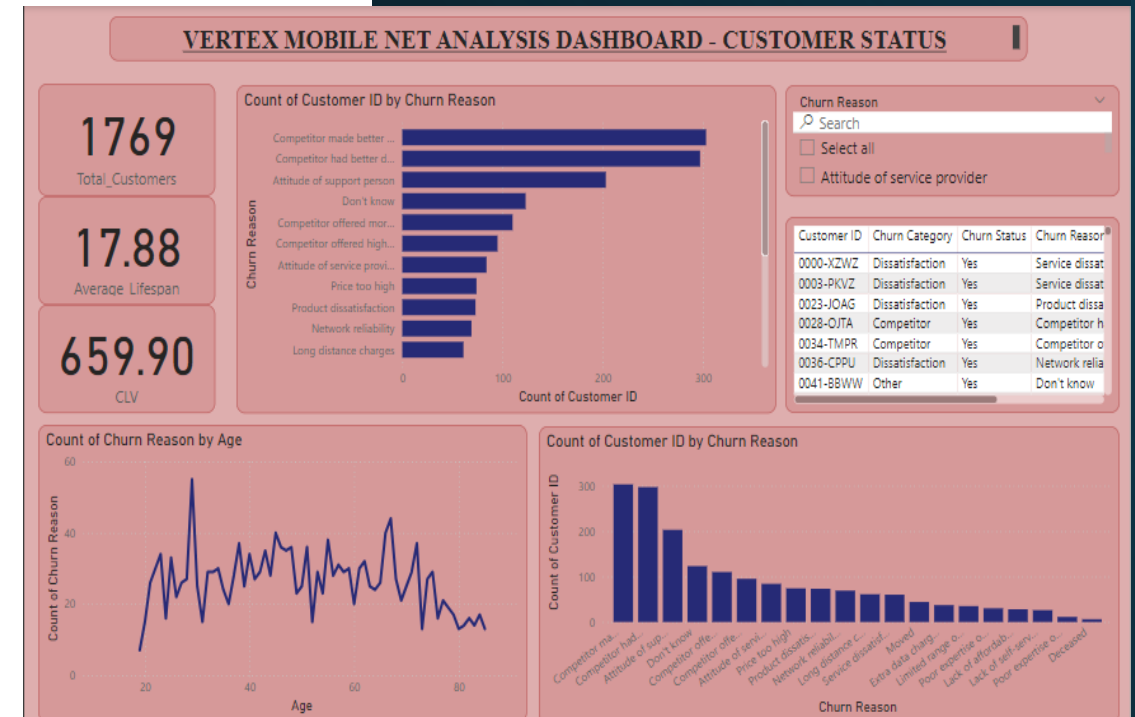 VERTEX MOBILE NET ANALYSIS DASHBOARD - CUSTOMER STATUS
1769
Total_Customers
17.88
Average Lifespan
659.90
CLV
Count of Customer ID by Churn Reason
Churn Reason
Competitor made better ...
Competitor had better d...
Attitude of support person
Don't know
Competitor offered mor...
Competitor offered high...
Attitude of service provi...
Price too high
Product dissatisfaction
Network reliability
Long distance charges
0 100 200 300
Count of Customer ID
Churn Reason
Search
Select all
Attitude of service provider
Customer ID Churn Category Churn Status Churn Reason
0000-XZWZ Dissatisfaction Yes Service dissat
0003-PKVZ Dissatisfaction Yes Service dissat
0023-JOAG Dissatisfaction Yes Product dissa
0028-OJTA Competitor Yes Competitor h
0034-TMPR Competitor Yes Competitor o
0036-CPPU Dissatisfaction Yes Network relia
0041-BBWW Other Yes Don't know
Count of Churn Reason by Age
Count of Churn Reason
60
40
20
0
20 40 60 80
Age
Count of Customer ID by Churn Reason
Count of Customer ID
300
200
100
0
Competitor ma...
Competitor had...
Attitude of sup...
Don't know
Competitor offe...
Competitor offe...
Attitude of servi...
Price too high
Product dissatis...
Network reliabil...
Long distance c...
Service dissatisf...
Moved
Extra data charg...
Limited range o...
Poor expertise o...
Lack of affordab...
Lack of self-serv...
Poor expertise o...
Deceased
Churn Reason